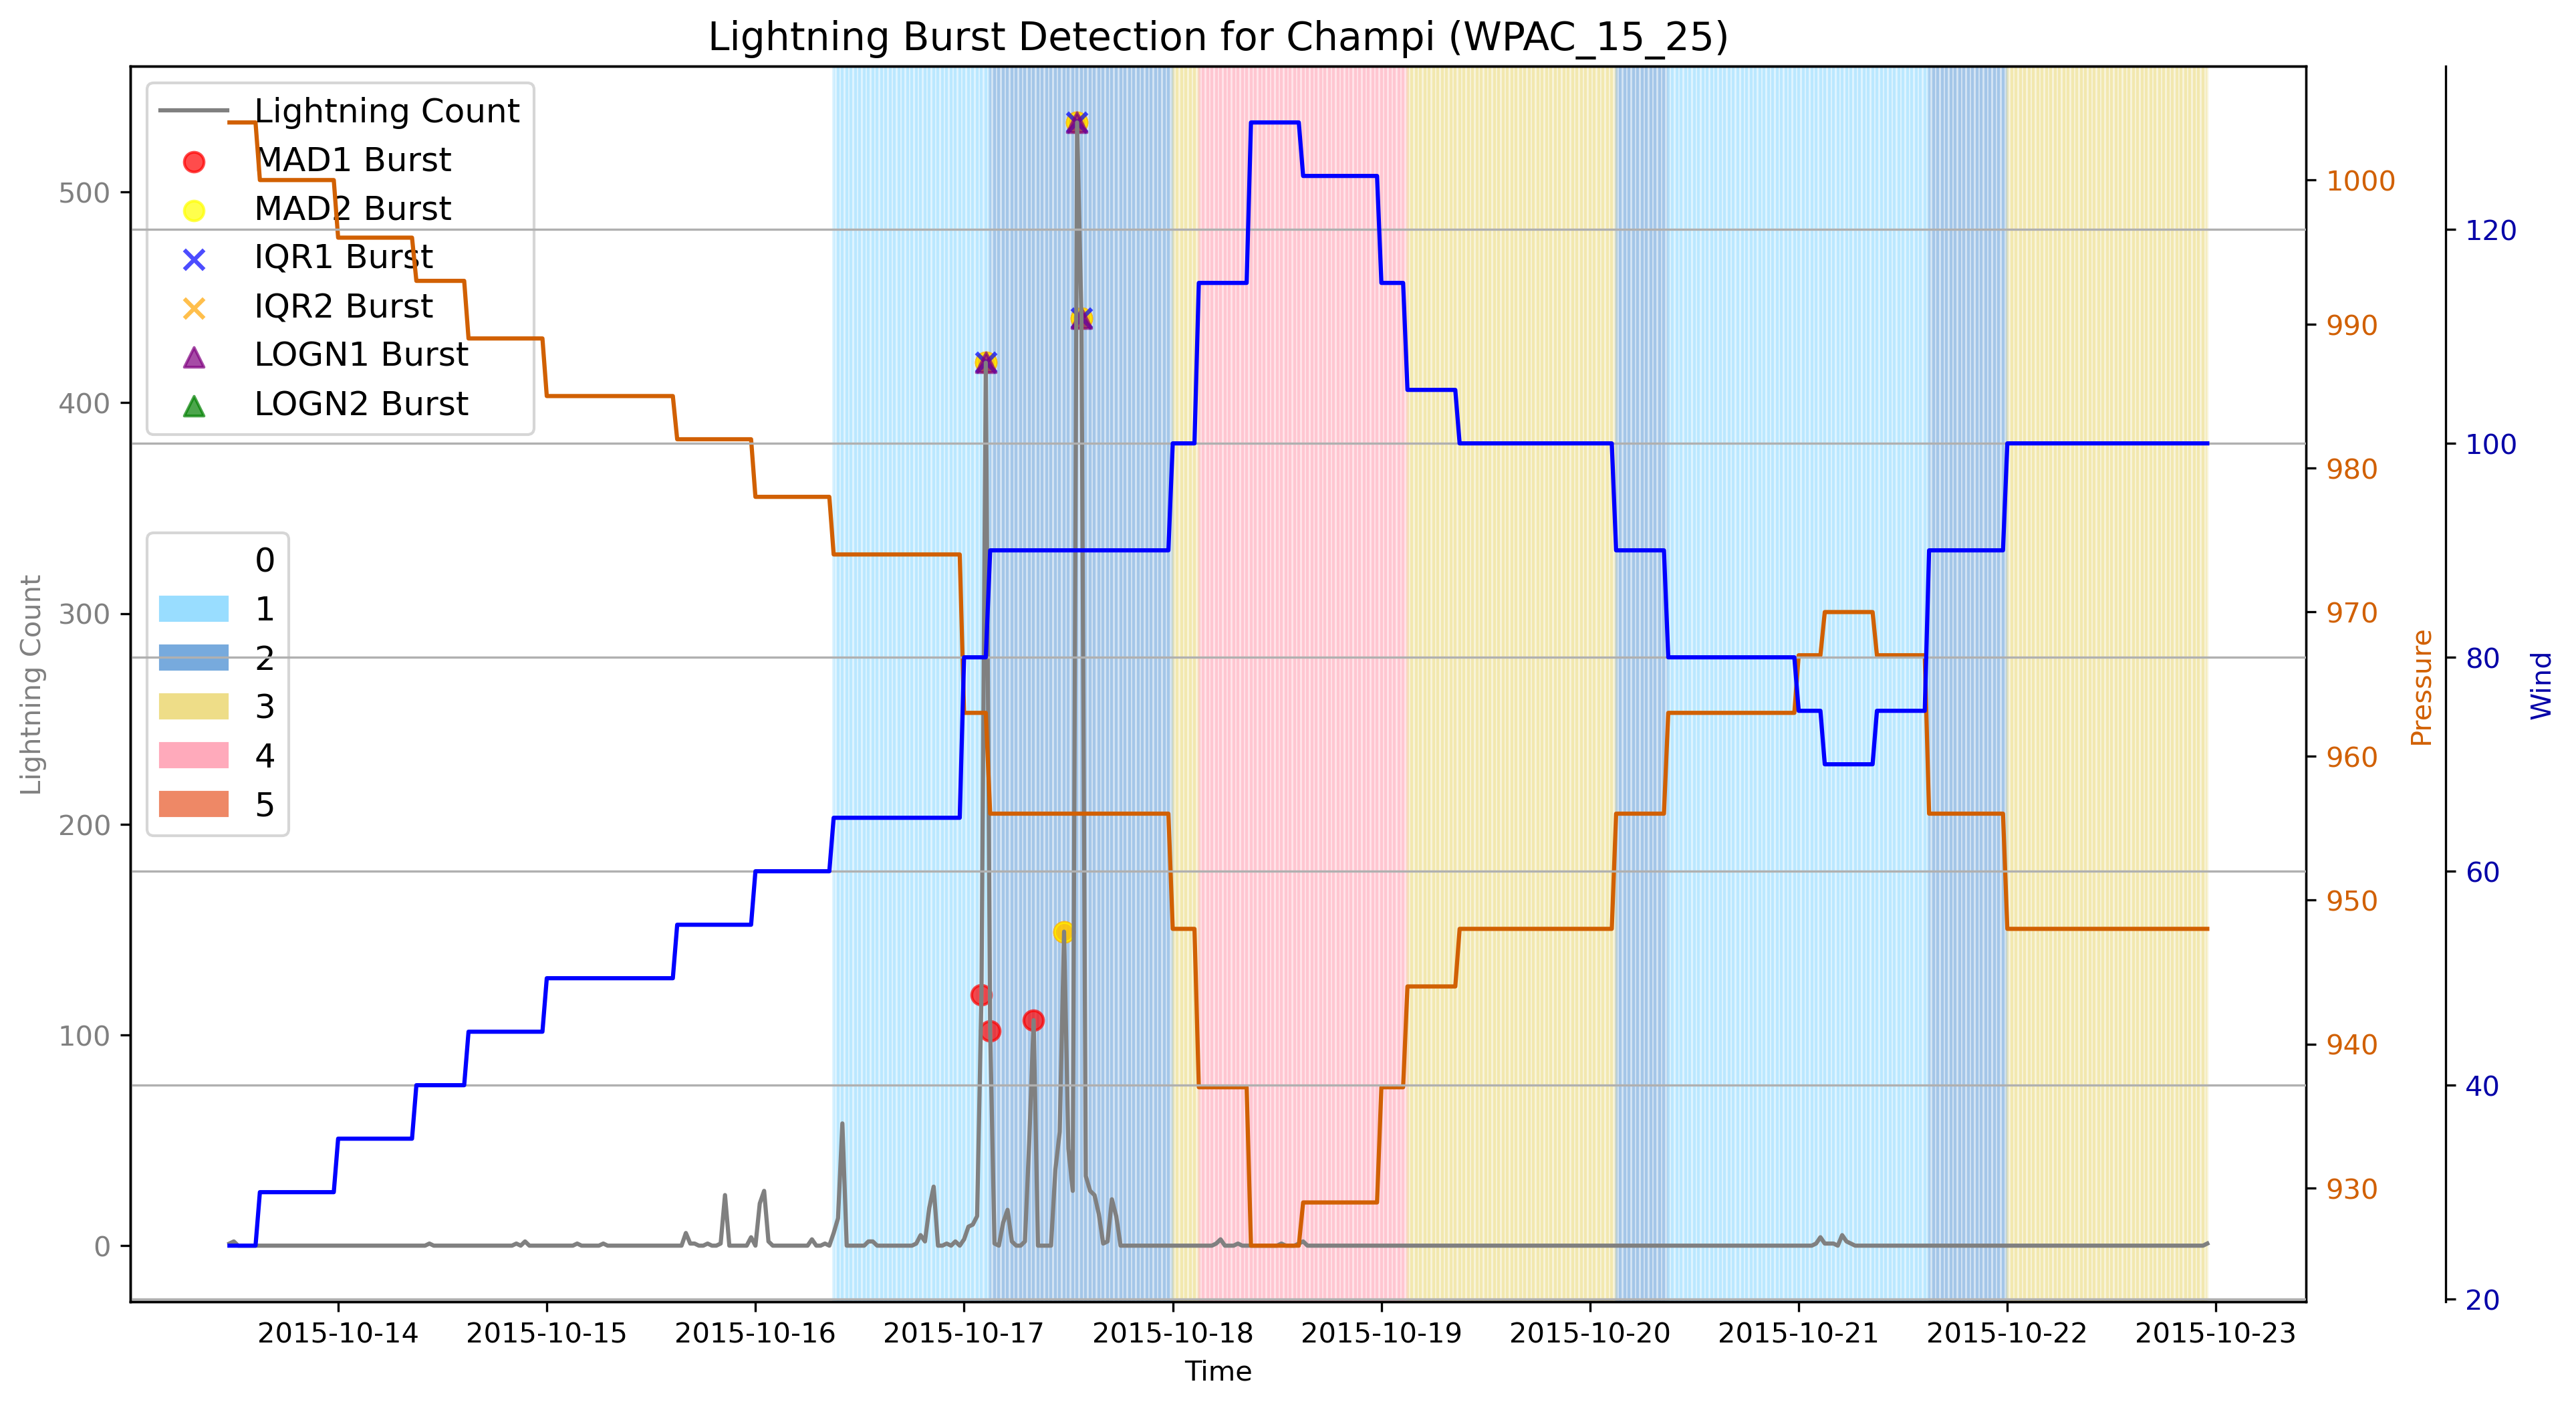 Lightning Burst Detection for Champi (WPAC_15_25)
Lightning Count
MAD1 Burst
MAD2 Burst
IQR1 Burst
IQR2 Burst
LOGN1 Burst
LOGN2 Burst
0
1
2
3
4
5
500
400
300
200
100
0
Lightning Count
1000
990
980
970
960
950
940
930
Pressure
120
100
80
60
40
20
Wind
2015-10-14 2015-10-15 2015-10-16 2015-10-17 2015-10-18 2015-10-19 2015-10-20 2015-10-21 2015-10-22 2015-10-23
Time